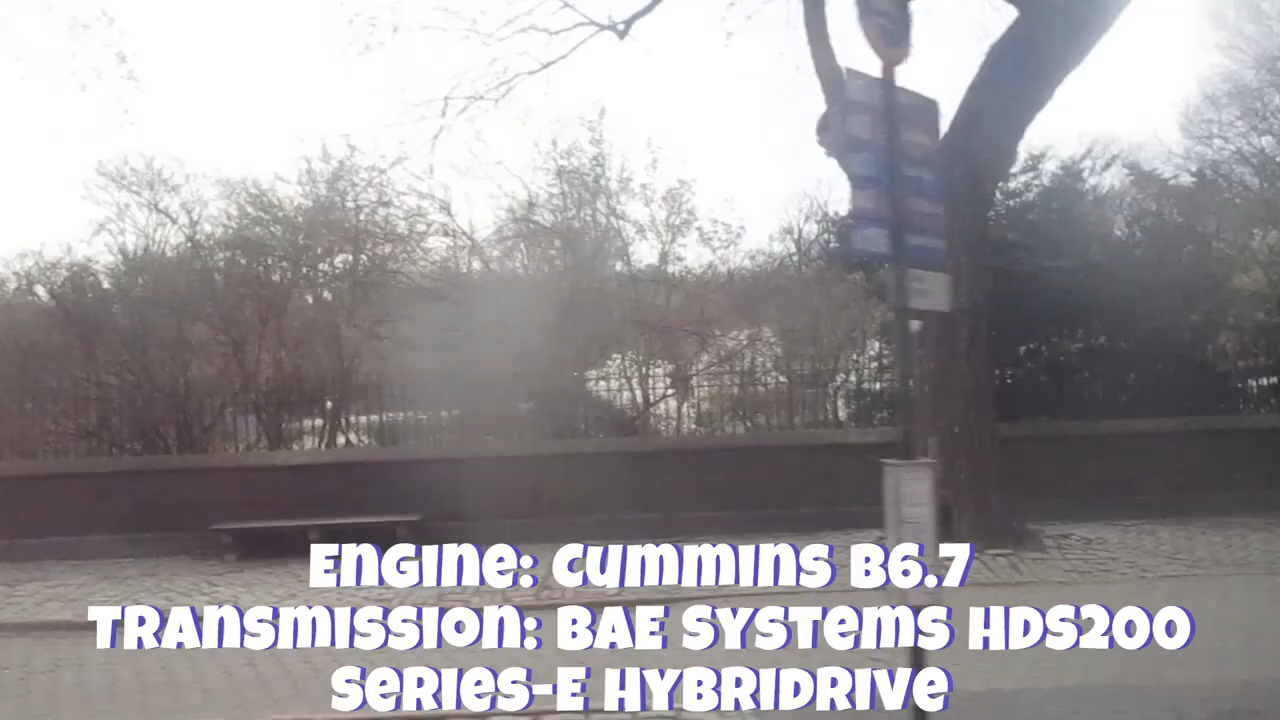 Engine: Cummins B6.7
Transmission: BAE Systems HDS200
Series-E HybriDrive